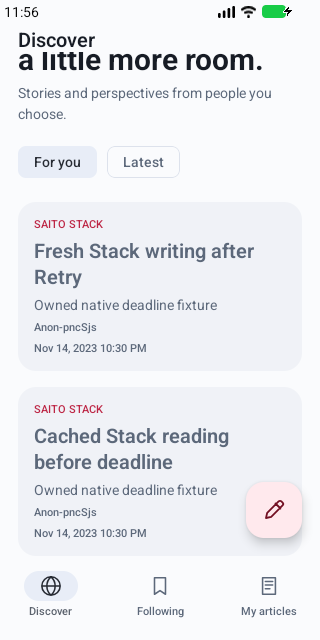 11:56
Discover
a little more room.
Stories and perspectives from people you
choose.
For you
Latest
SAITO STACK
Fresh Stack writing after
Retry
Owned native deadline fixture
Anon-pncSjs
Nov 14, 2023 10:30 PM
SAITO STACK
Cached Stack reading
before deadline
Owned native deadline fixture
Anon-pncSjs
Nov 14, 2023 10:30 PM
Discover
Following
My articles